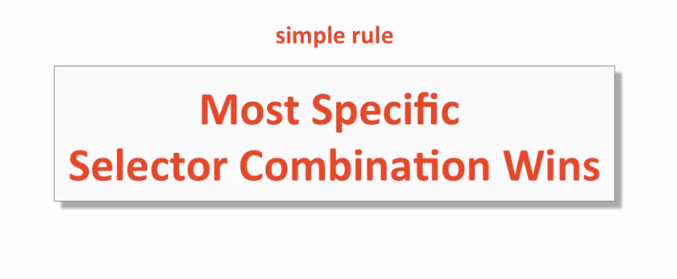 simple rule
Most Specific
Selector Combination Wins